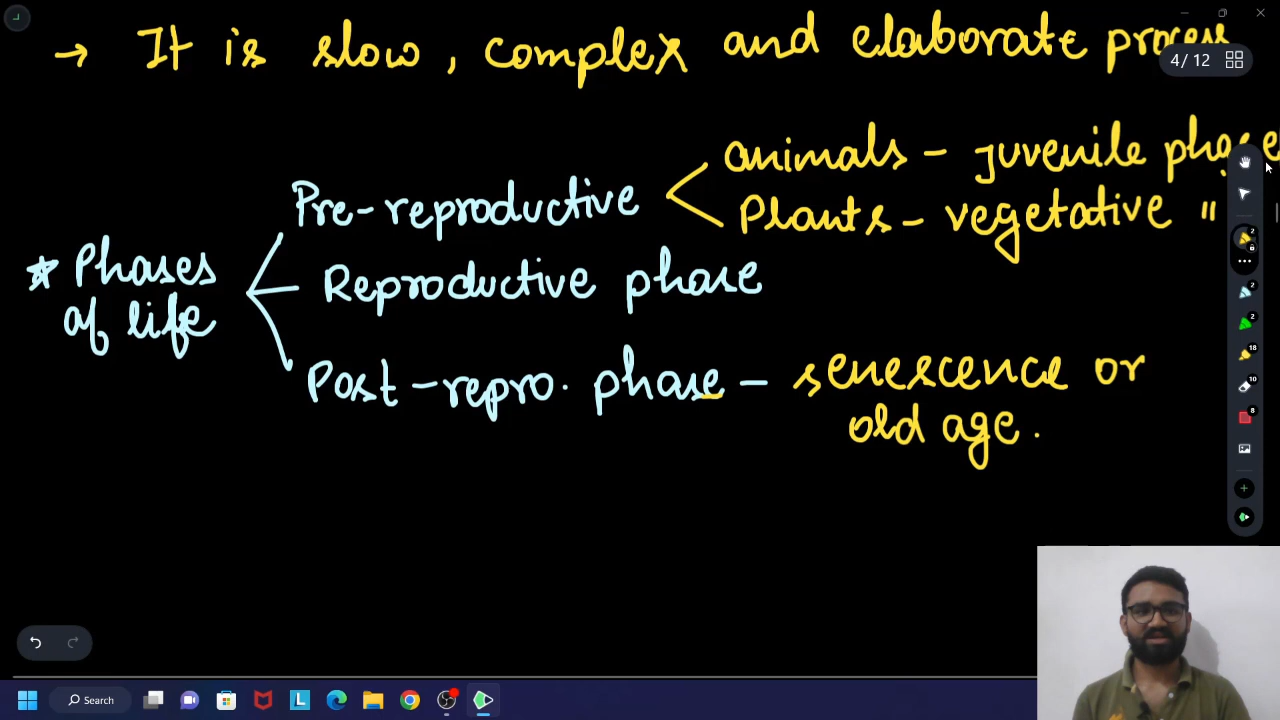 → It is slow, complex and elaborate process
4/12
animals - juvenile phase
Pre-reproductive
Plants - vegetative "
* Phases of life
Reproductive phase
Post-repro. phase - senescence or
old age.
Search